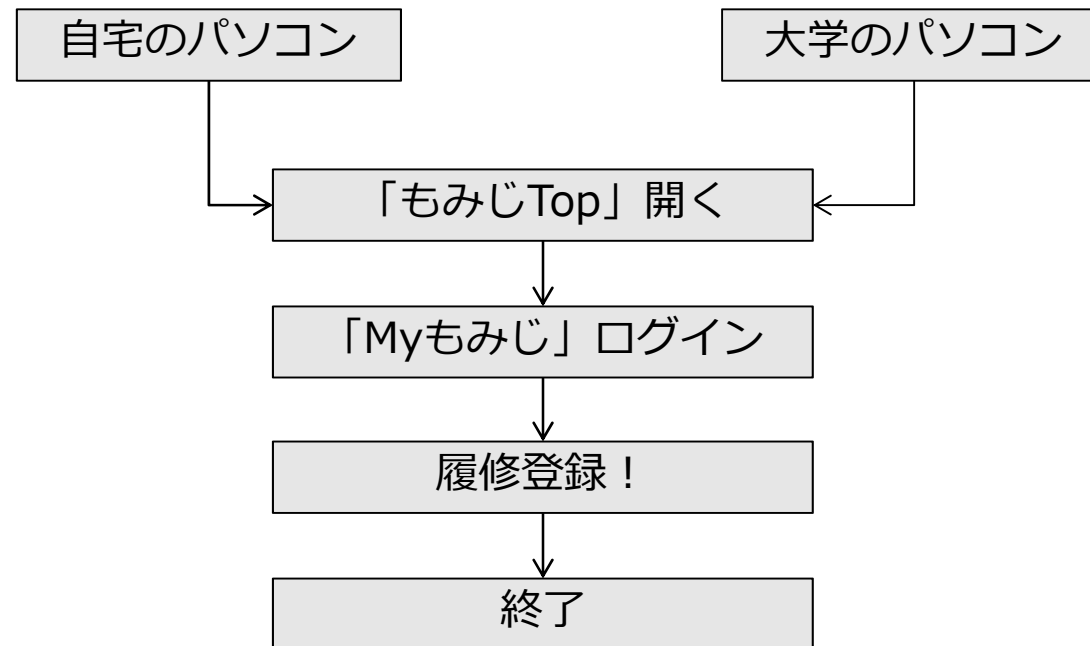 自宅のパソコン
大学のパソコン
「もみじTop」開く
「Myもみじ」ログイン
履修登録！
終了